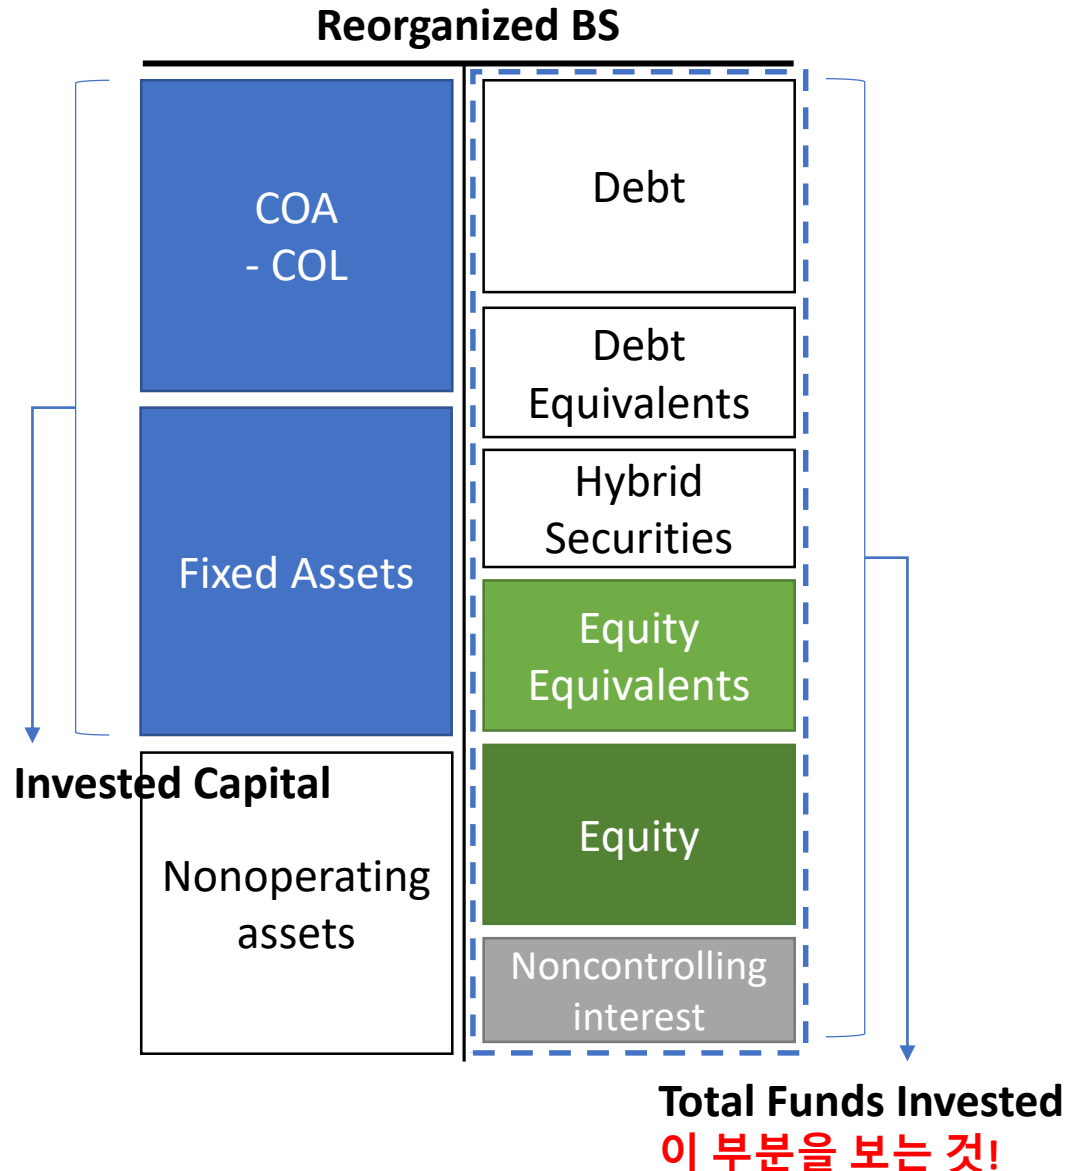 Reorganized BS
COA
- COL
Fixed Assets
Invested Capital
Nonoperating
assets
Debt
Debt
Equivalents
Hybrid
Securities
Equity
Equivalents
Equity
Noncontrolling
interest
Total Funds Invested
이 부분을 보는 것!